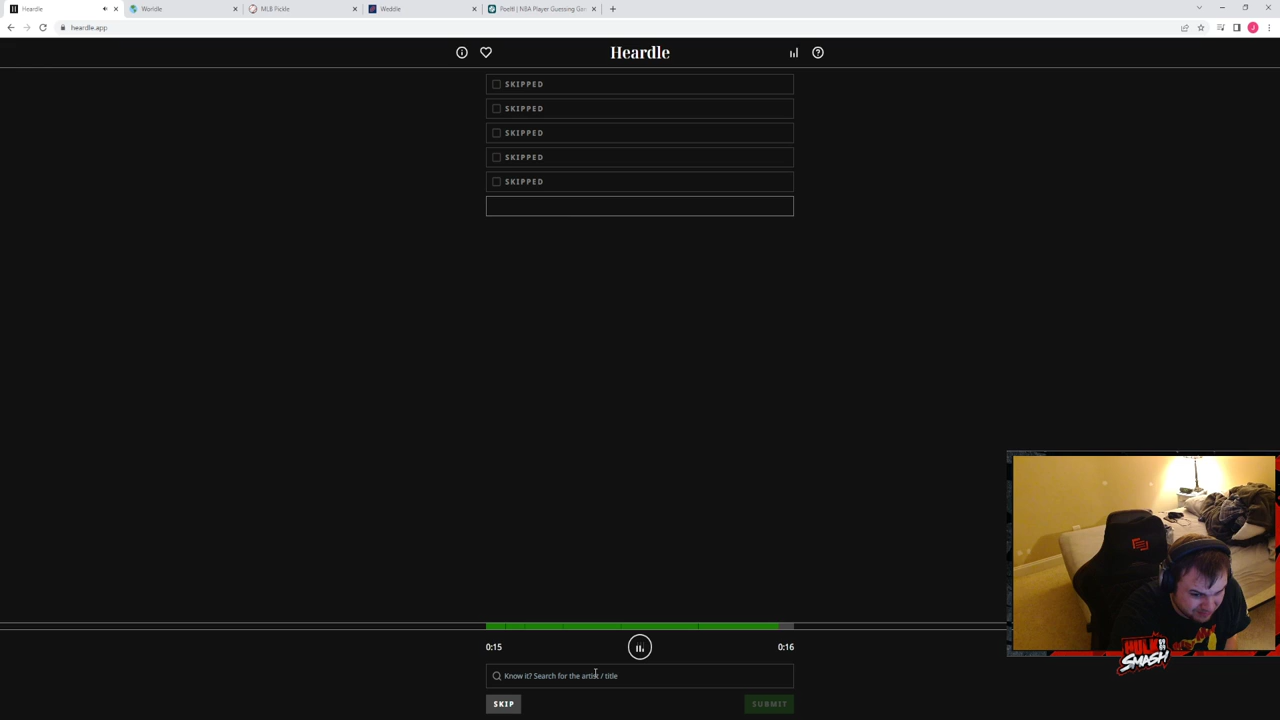 Heardle
Worldle
MLB Pickle
Weddle
Poeltl | NBA Player Guessing Ga
heardle.app
J
Heardle
SKIPPED
SKIPPED
SKIPPED
SKIPPED
SKIPPED
0:15
0:16
Know it? Search for the artist / title
SKIP
SUBMIT
HULK
SMASH